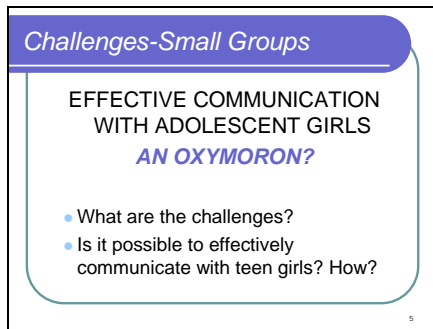 Challenges-Small Groups
EFFECTIVE COMMUNICATION
WITH ADOLESCENT GIRLS
AN OXYMORON?
What are the challenges?
Is it possible to effectively
communicate with teen girls? How?
5